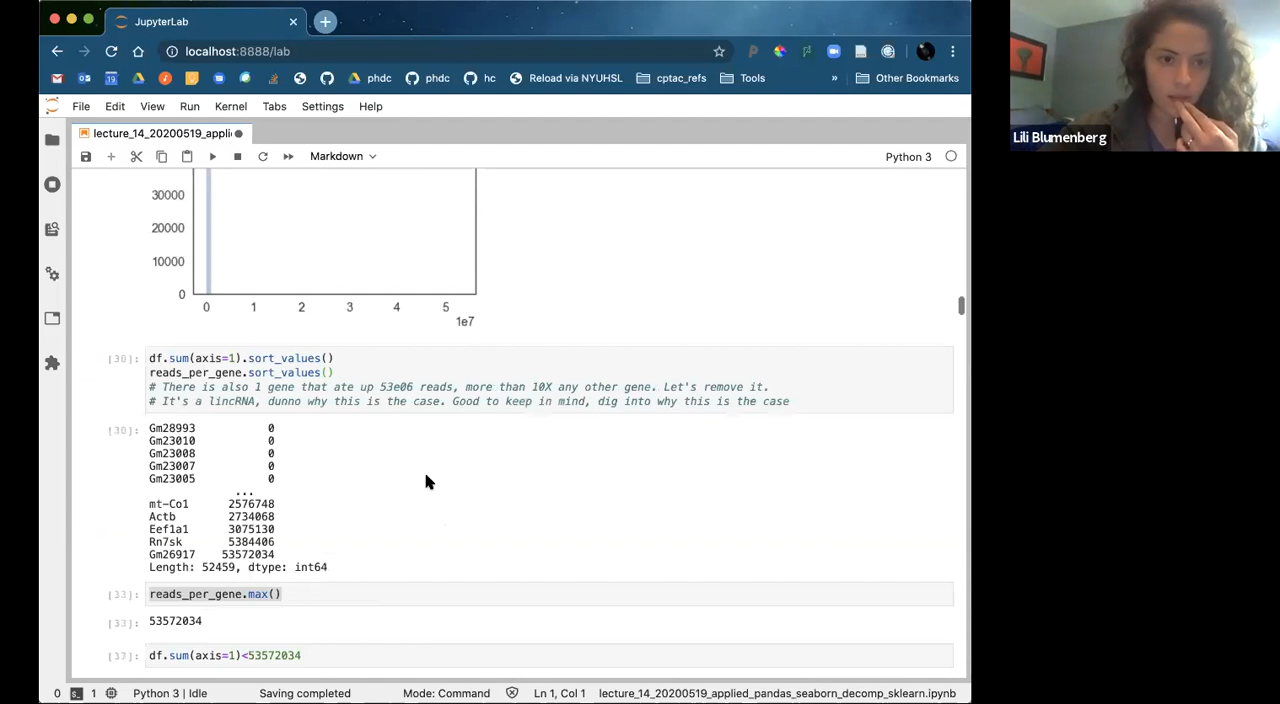 JupyterLab
localhost:8888/lab
phdc
phdc
hc
Reload via NYUHSL
cptac_refs
Tools
»
Other Bookmarks
File Edit View Run Kernel Tabs Settings Help
lecture_14_20200519_appli
Markdown
Python 3
30000
20000
10000
0
0 1 2 3 4 5
1e7
[30]: df.sum(axis=1).sort_values()
reads_per_gene.sort_values()
# There is also 1 gene that ate up 53e06 reads, more than 10X any other gene. Let's remove it.
# It's a lincRNA, dunno why this is the case. Good to keep in mind, dig into why this is the case
[30]: Gm28993 0
Gm23010 0
Gm23008 0
Gm23007 0
Gm23005 0
...
mt-Co1 2576748
Actb 2734068
Eef1a1 3075130
Rn7sk 5384406
Gm26917 53572034
Length: 52459, dtype: int64
[33]: reads_per_gene.max()
[33]: 53572034
[37]: df.sum(axis=1)<53572034
0 1 Python 3 | Idle Saving completed Mode: Command Ln 1, Col 1 lecture_14_20200519_applied_pandas_seaborn_decomp_sklearn.ipynb
Lili Blumenberg